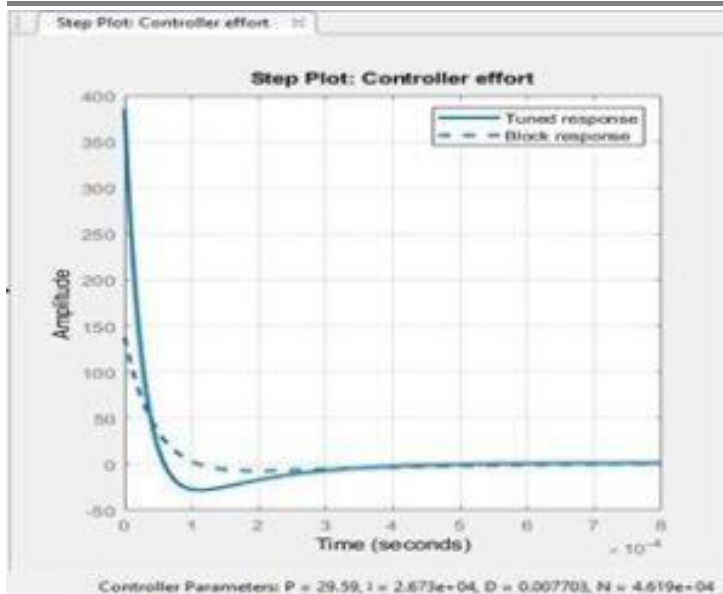 Step Plot: Controller effort
Step Plot: Controller effort
Tuned response
Block response
Amplitude
400
350
300
250
200
150
100
50
0
-50
0 1 2 3 4 5 6 7 8
Time (seconds)
× 10⁻⁴
Controller Parameters: P = 29.59, I = 2.673e+04, D = 0.007703, N = 4.619e+04